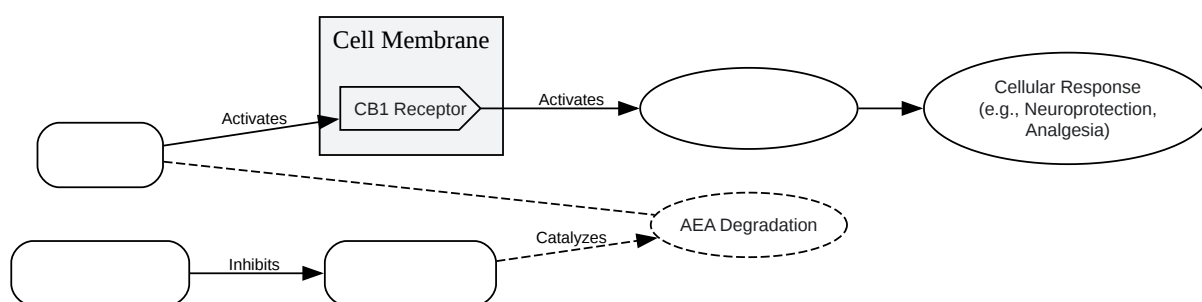 Cell Membrane
CB1 Receptor
Activates
Activates
Cellular Response
(e.g., Neuroprotection,
Analgesia)
AEA Degradation
Catalyzes
Inhibits